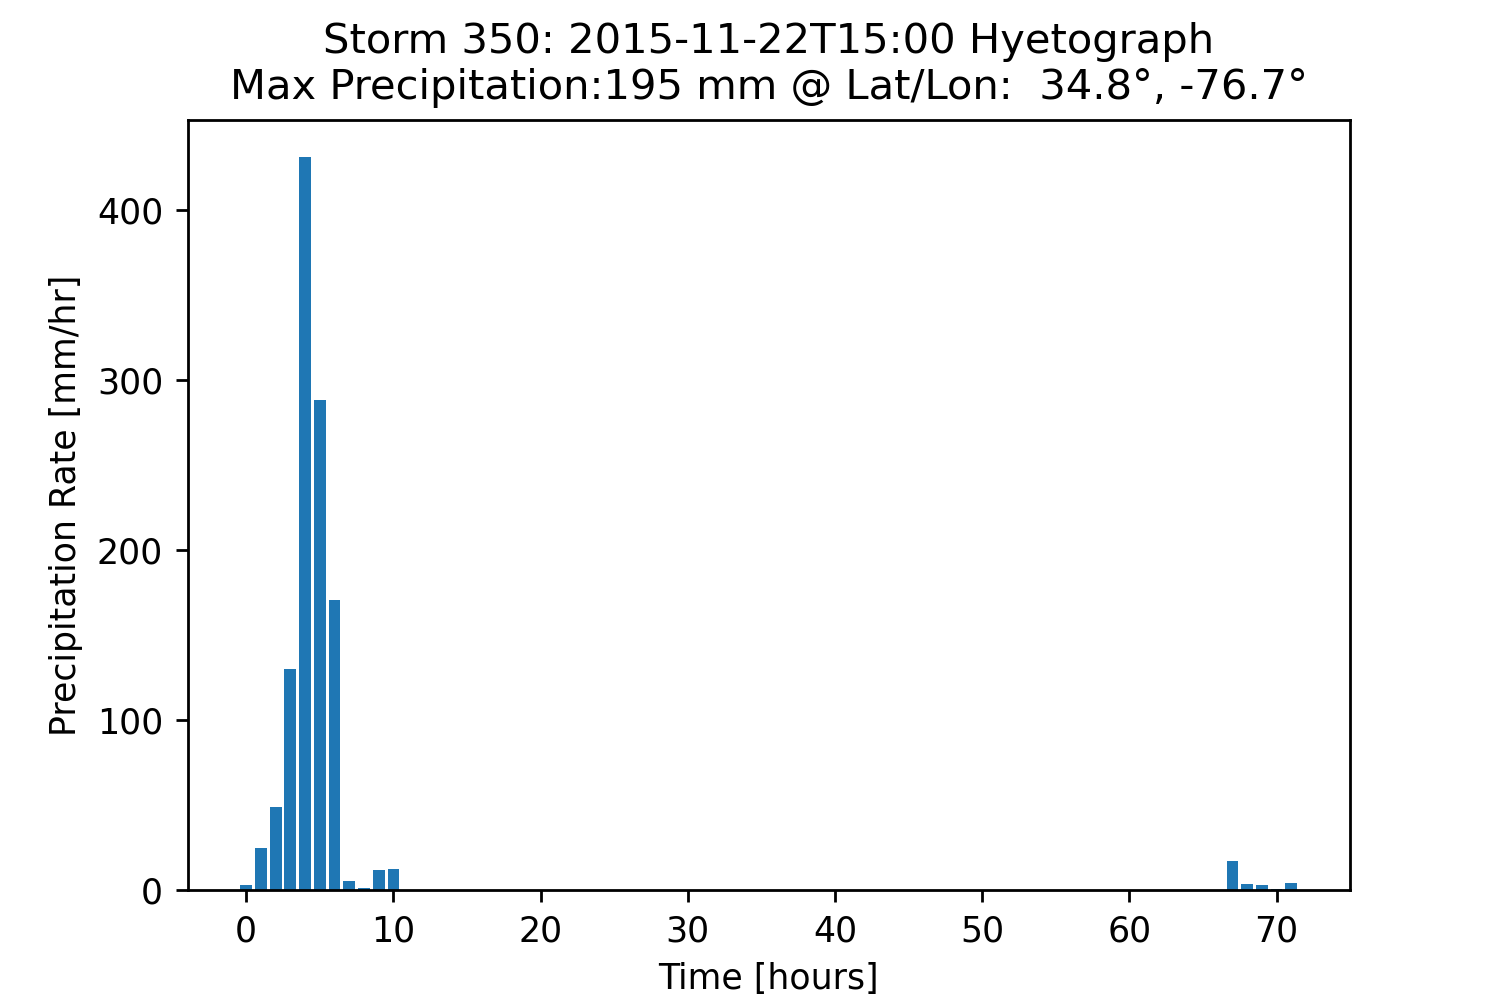 Storm 350: 2015-11-22T15:00 Hyetograph
Max Precipitation:195 mm @ Lat/Lon:  34.8°, -76.7°
400
300
200
100
0
Precipitation Rate [mm/hr]
0 10 20 30 40 50 60 70
Time [hours]